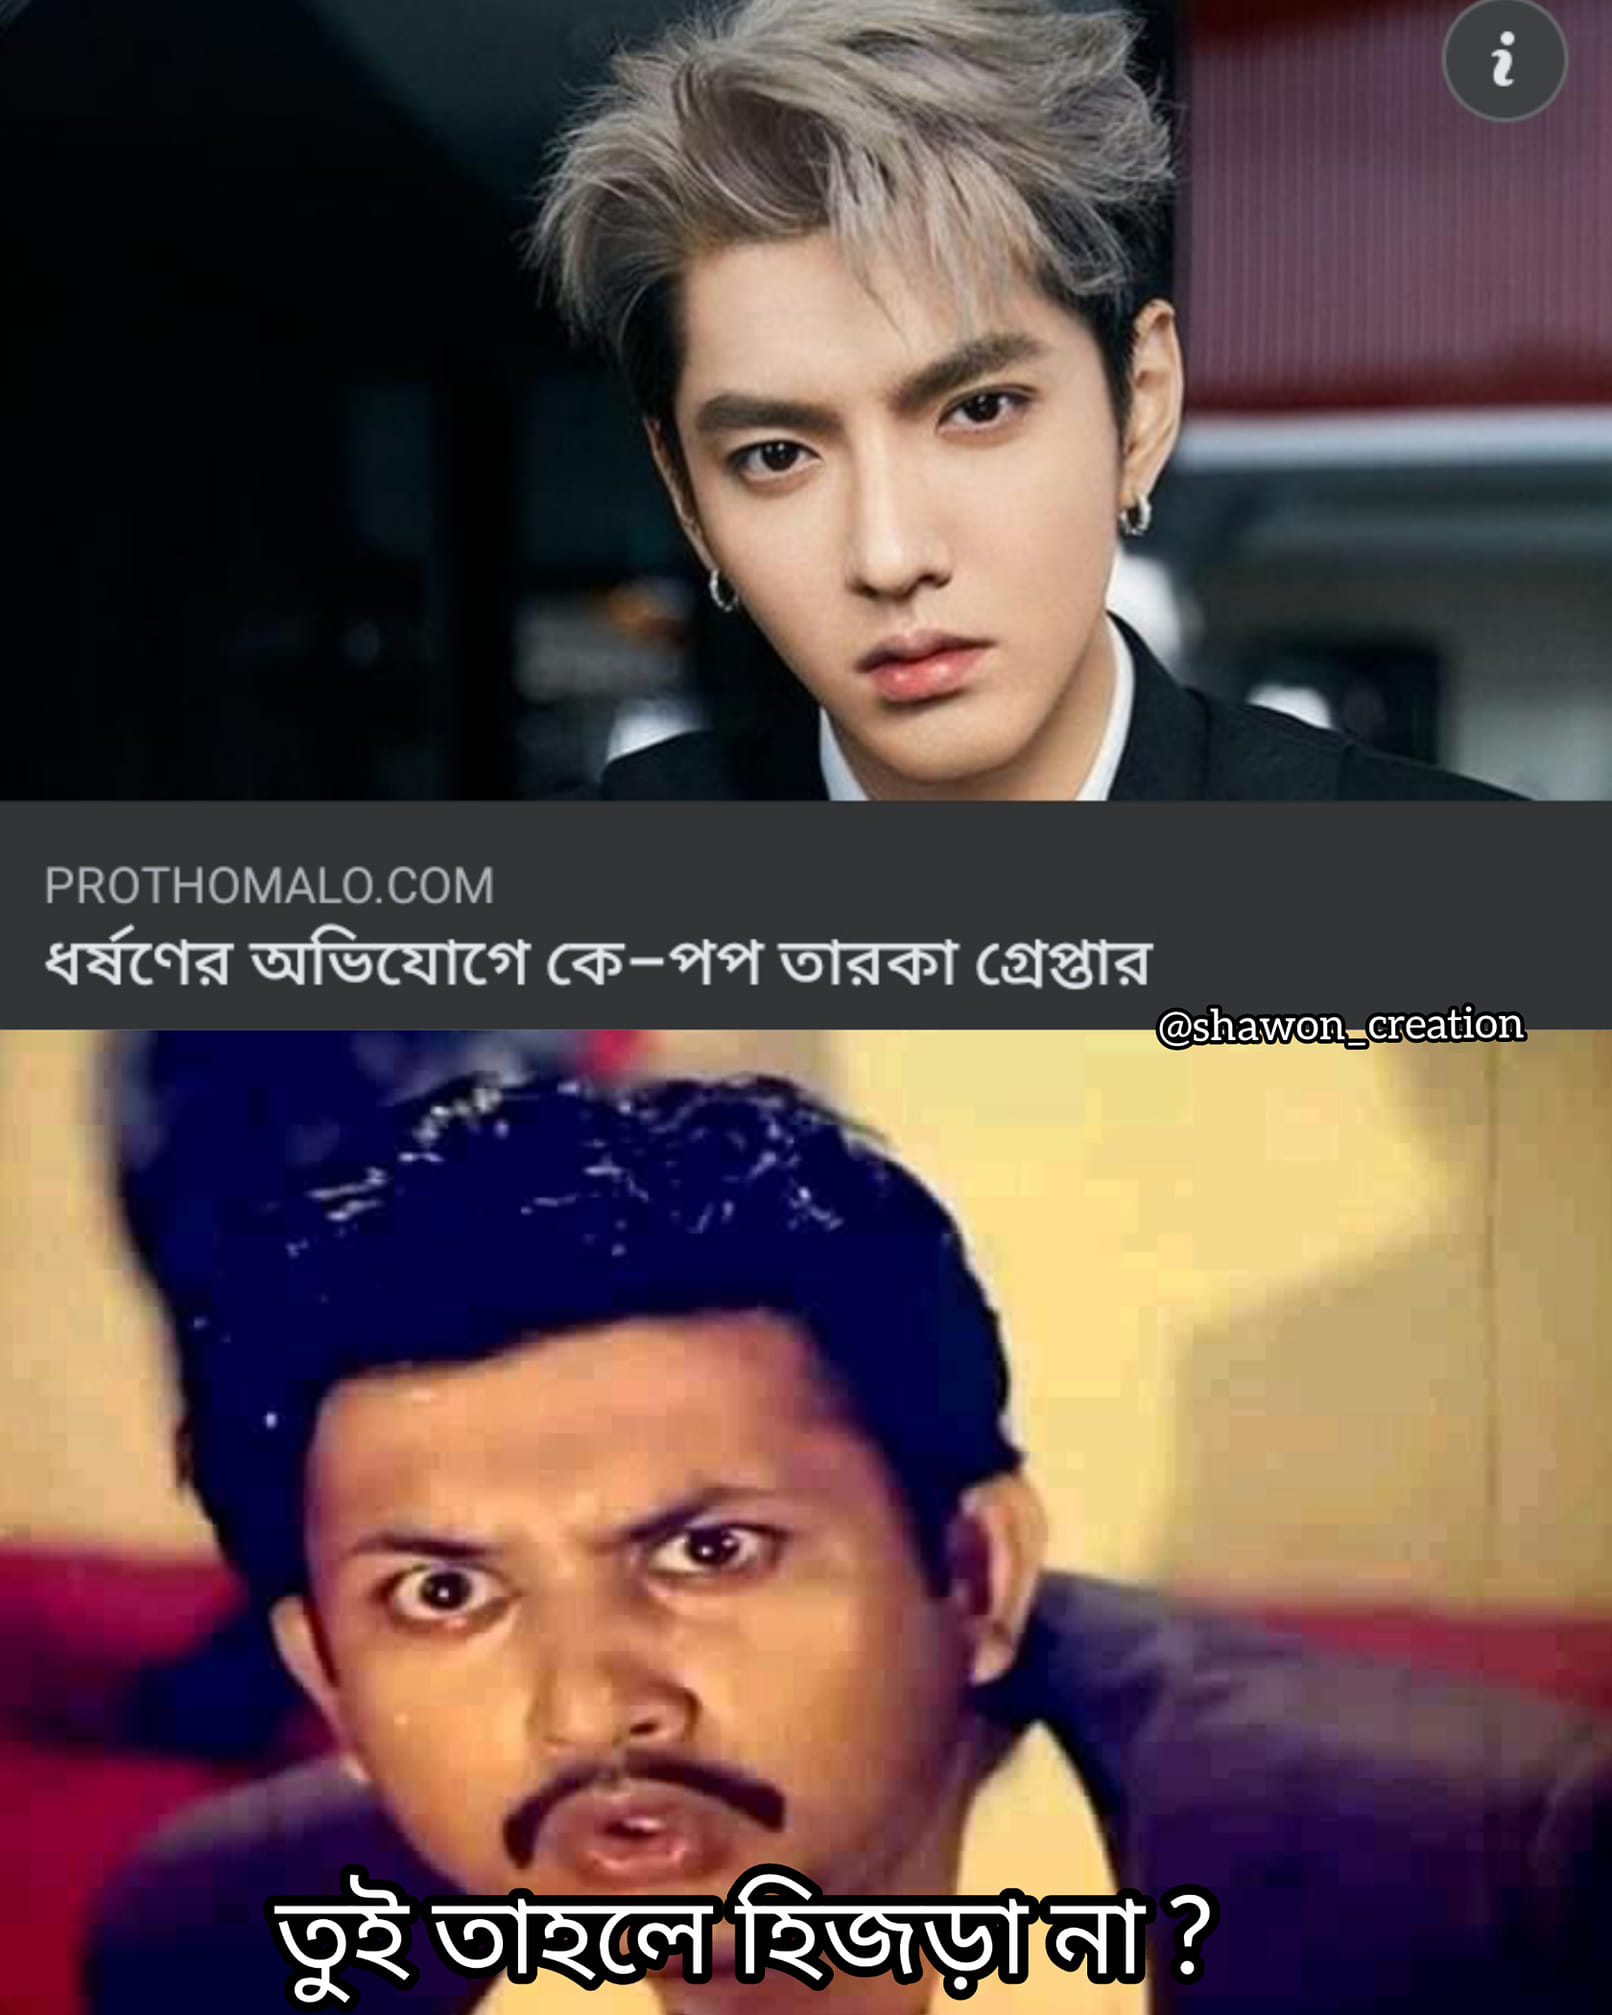 i
PROTHOMALO.COM
ধর্ষণের অভিযোগে কে–পপ তারকা গ্রেপ্তার
@shawon_creation
তুই তাহলে হিজড়া না ?